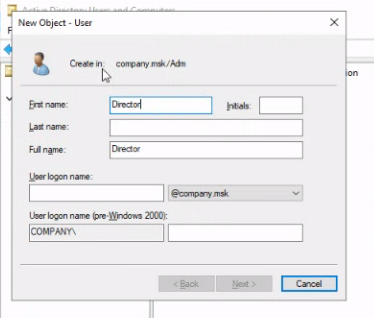 Active Directory Users and Computers
New Object - User
Create in: company.msk/Adm
First name: Director Initials:
Last name:
Full name: Director
User logon name:
@company.msk
User logon name (pre-Windows 2000):
COMPANY\
< Back Next > Cancel